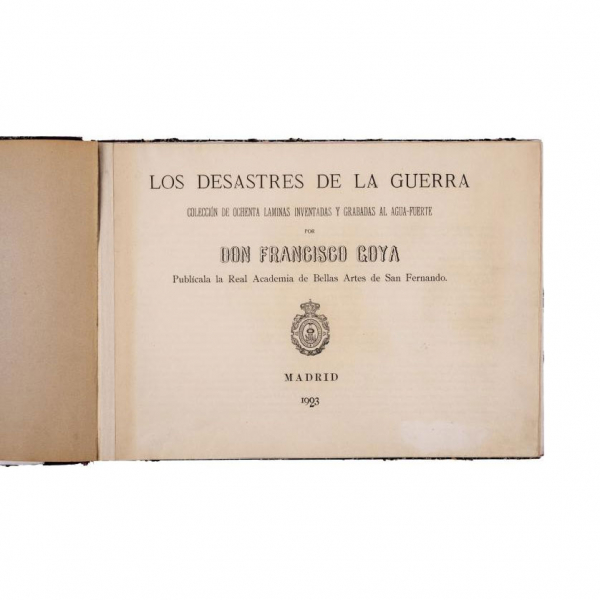 LOS DESASTRES DE LA GUERRA
COLECCIÓN DE OCHENTA LAMINAS INVENTADAS Y GRABADAS AL AGUA-FUERTE
POR
DON FRANCISCO GOYA
Publícala la Real Academia de Bellas Artes de San Fernando.
MADRID
1903